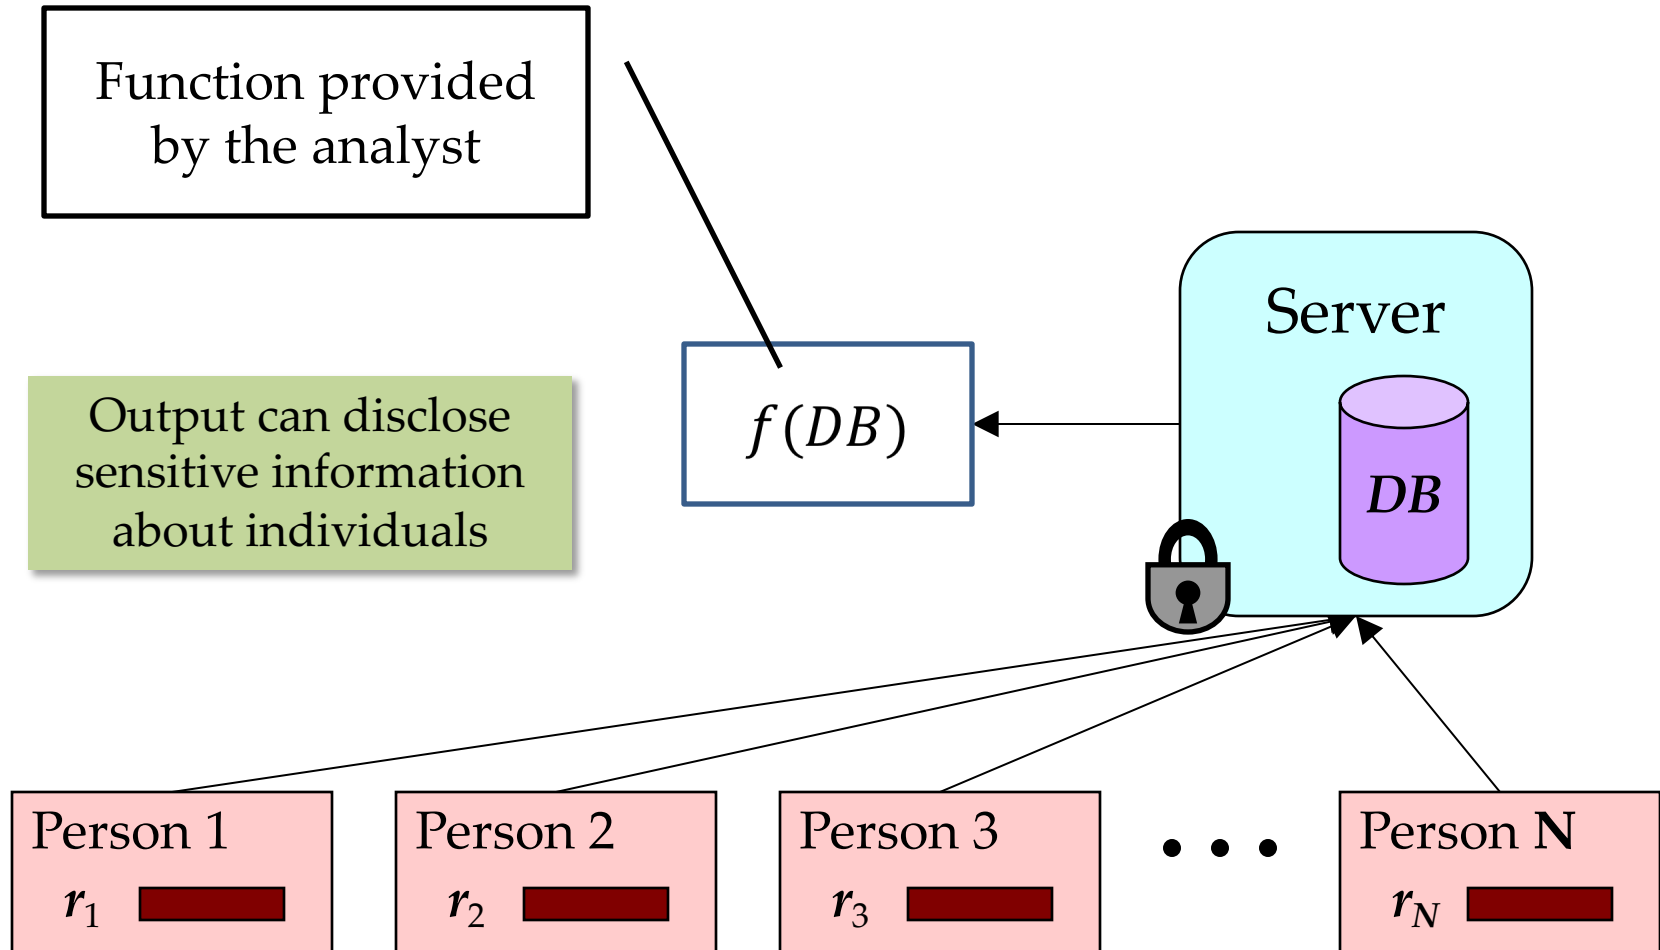 Function provided
by the analyst
Server
Output can disclose
sensitive information
about individuals
f(DB)
DB
Person 1
r1
Person 2
r2
Person 3
r3
• • •
Person N
rN